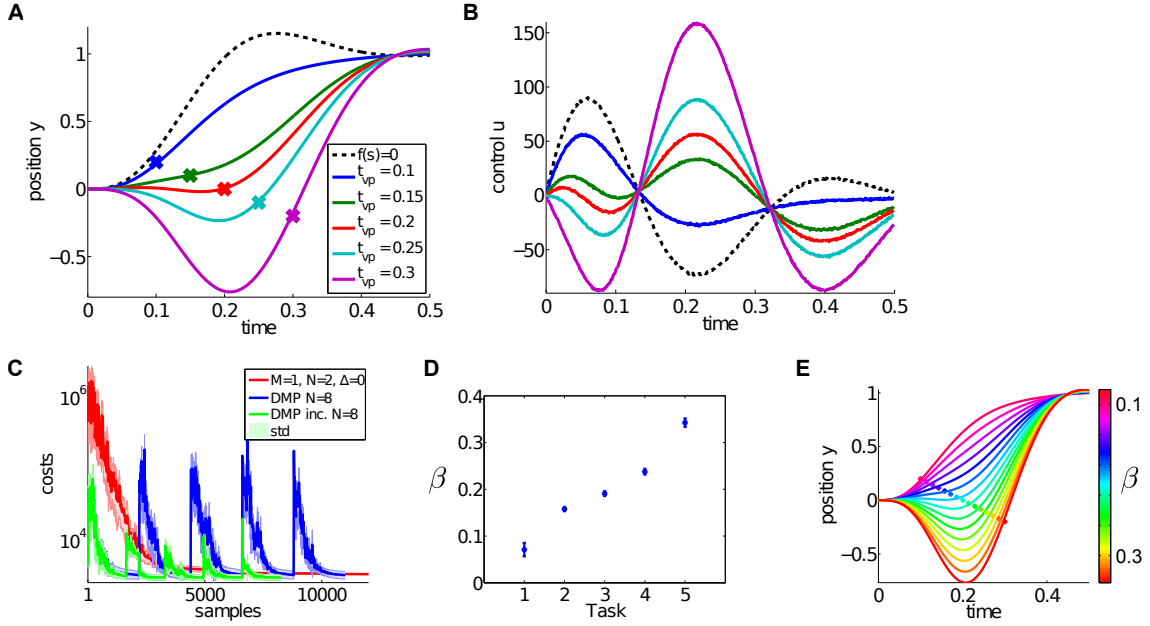 A
position y
1
0.5
0
−0.5
0
0.1
0.2
0.3
0.4
0.5
time
f(s)=0
t_vp = 0.1
t_vp = 0.15
t_vp = 0.2
t_vp = 0.25
t_vp = 0.3
B
control u
150
100
50
0
−50
0
0.1
0.2
0.3
0.4
0.5
time
C
costs
10^6
10^4
1
5000
10000
samples
M=1, N=2, Δ=0
DMP N=8
DMP inc. N=8
std
D
β
0.4
0.3
0.2
0.1
0
1 2 3 4 5
Task
E
position y
1
0.5
0
−0.5
0
0.2
0.4
time
0.1
β
0.3